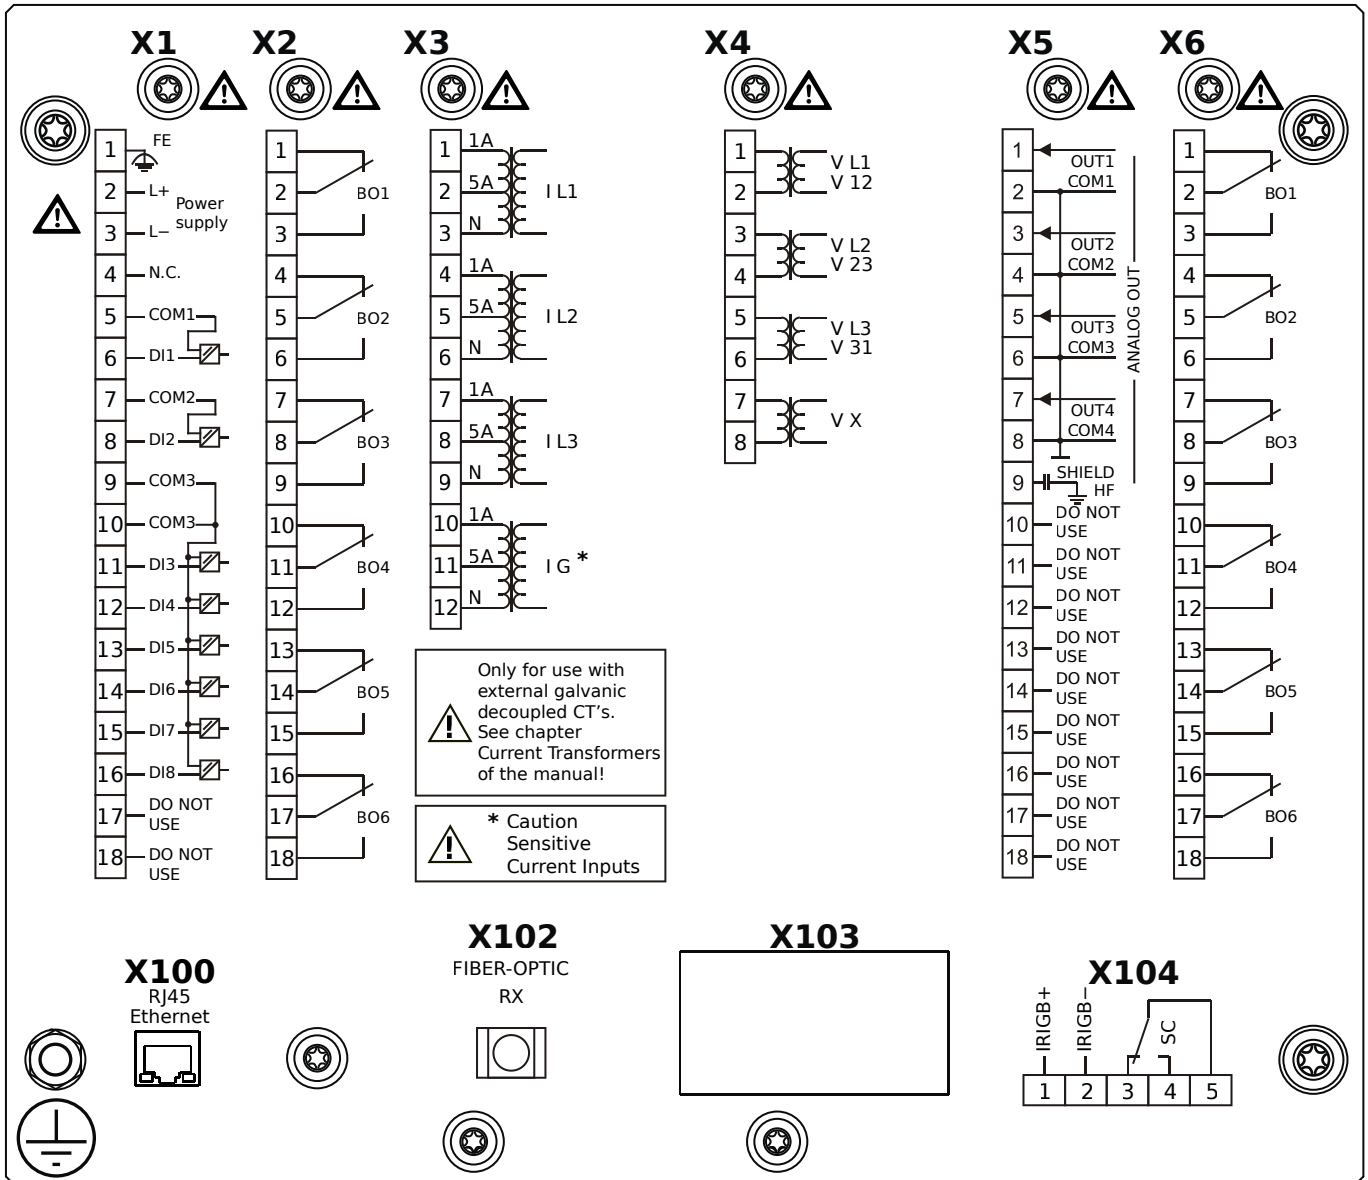 X1
X2
X3
X4
X5
X6
1 FE
2 L+
Power
supply
3 L−
4 N.C.
5 COM1
6 DI1
7 COM2
8 DI2
9 COM3
10 COM3
11 DI3
12 DI4
13 DI5
14 DI6
15 DI7
16 DI8
17 DO NOT
USE
18 DO NOT
USE
1
2 BO1
3
4
5 BO2
6
7
8 BO3
9
10
11 BO4
12
13
14 BO5
15
16
17 BO6
18
1 1A
2 5A I L1
3 N
4 1A
5 5A I L2
6 N
7 1A
8 5A I L3
9 N
10 1A
11 5A I G *
12 N
Only for use with
external galvanic
decoupled CT's.
See chapter
Current Transformers
of the manual!
* Caution
Sensitive
Current Inputs
1 V L1
2 V 12
3 V L2
4 V 23
5 V L3
6 V 31
7 V X
8
1 OUT1
2 COM1
3 OUT2
4 COM2
5 OUT3
6 COM3
7 OUT4
8 COM4
ANALOG OUT
9 SHIELD
HF
10 DO NOT
USE
11 DO NOT
USE
12 DO NOT
USE
13 DO NOT
USE
14 DO NOT
USE
15 DO NOT
USE
16 DO NOT
USE
17 DO NOT
USE
18 DO NOT
USE
1
2 BO1
3
4
5 BO2
6
7
8 BO3
9
10
11 BO4
12
13
14 BO5
15
16
17 BO6
18
X100
RJ45
Ethernet
X102
FIBER-OPTIC
RX
X103
X104
IRIGB+
IRIGB−
SC
1 2 3 4 5